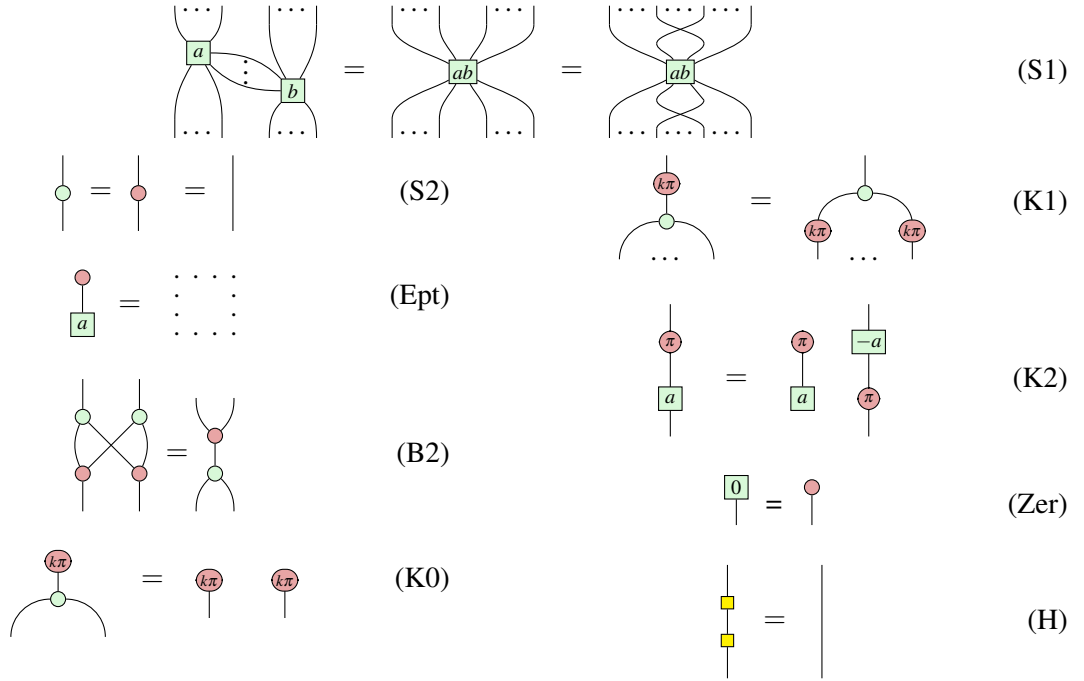 a b = ab = ab (S1)
= = (S2)
kπ = kπ kπ (K1)
a = (Ept)
π a = π a −a π (K2)
= (B2)
0 = (Zer)
kπ = kπ kπ (K0)
= (H)